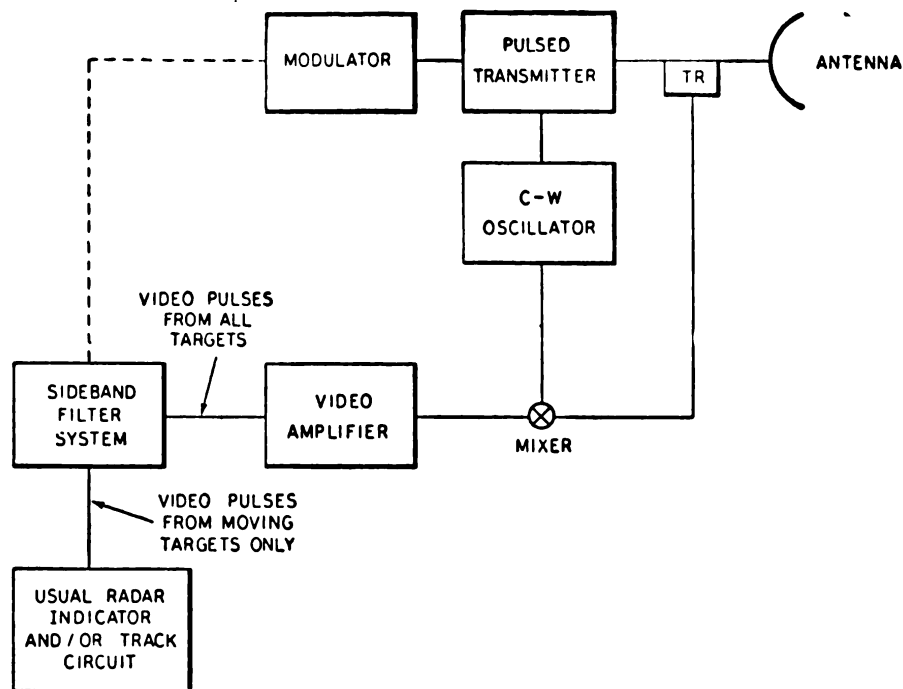 MODULATOR
PULSED
TRANSMITTER
TR
ANTENNA
C-W
OSCILLATOR
VIDEO PULSES
FROM ALL
TARGETS
SIDEBAND
FILTER
SYSTEM
VIDEO
AMPLIFIER
MIXER
VIDEO PULSES
FROM MOVING
TARGETS ONLY
USUAL RADAR
INDICATOR
AND/OR TRACK
CIRCUIT